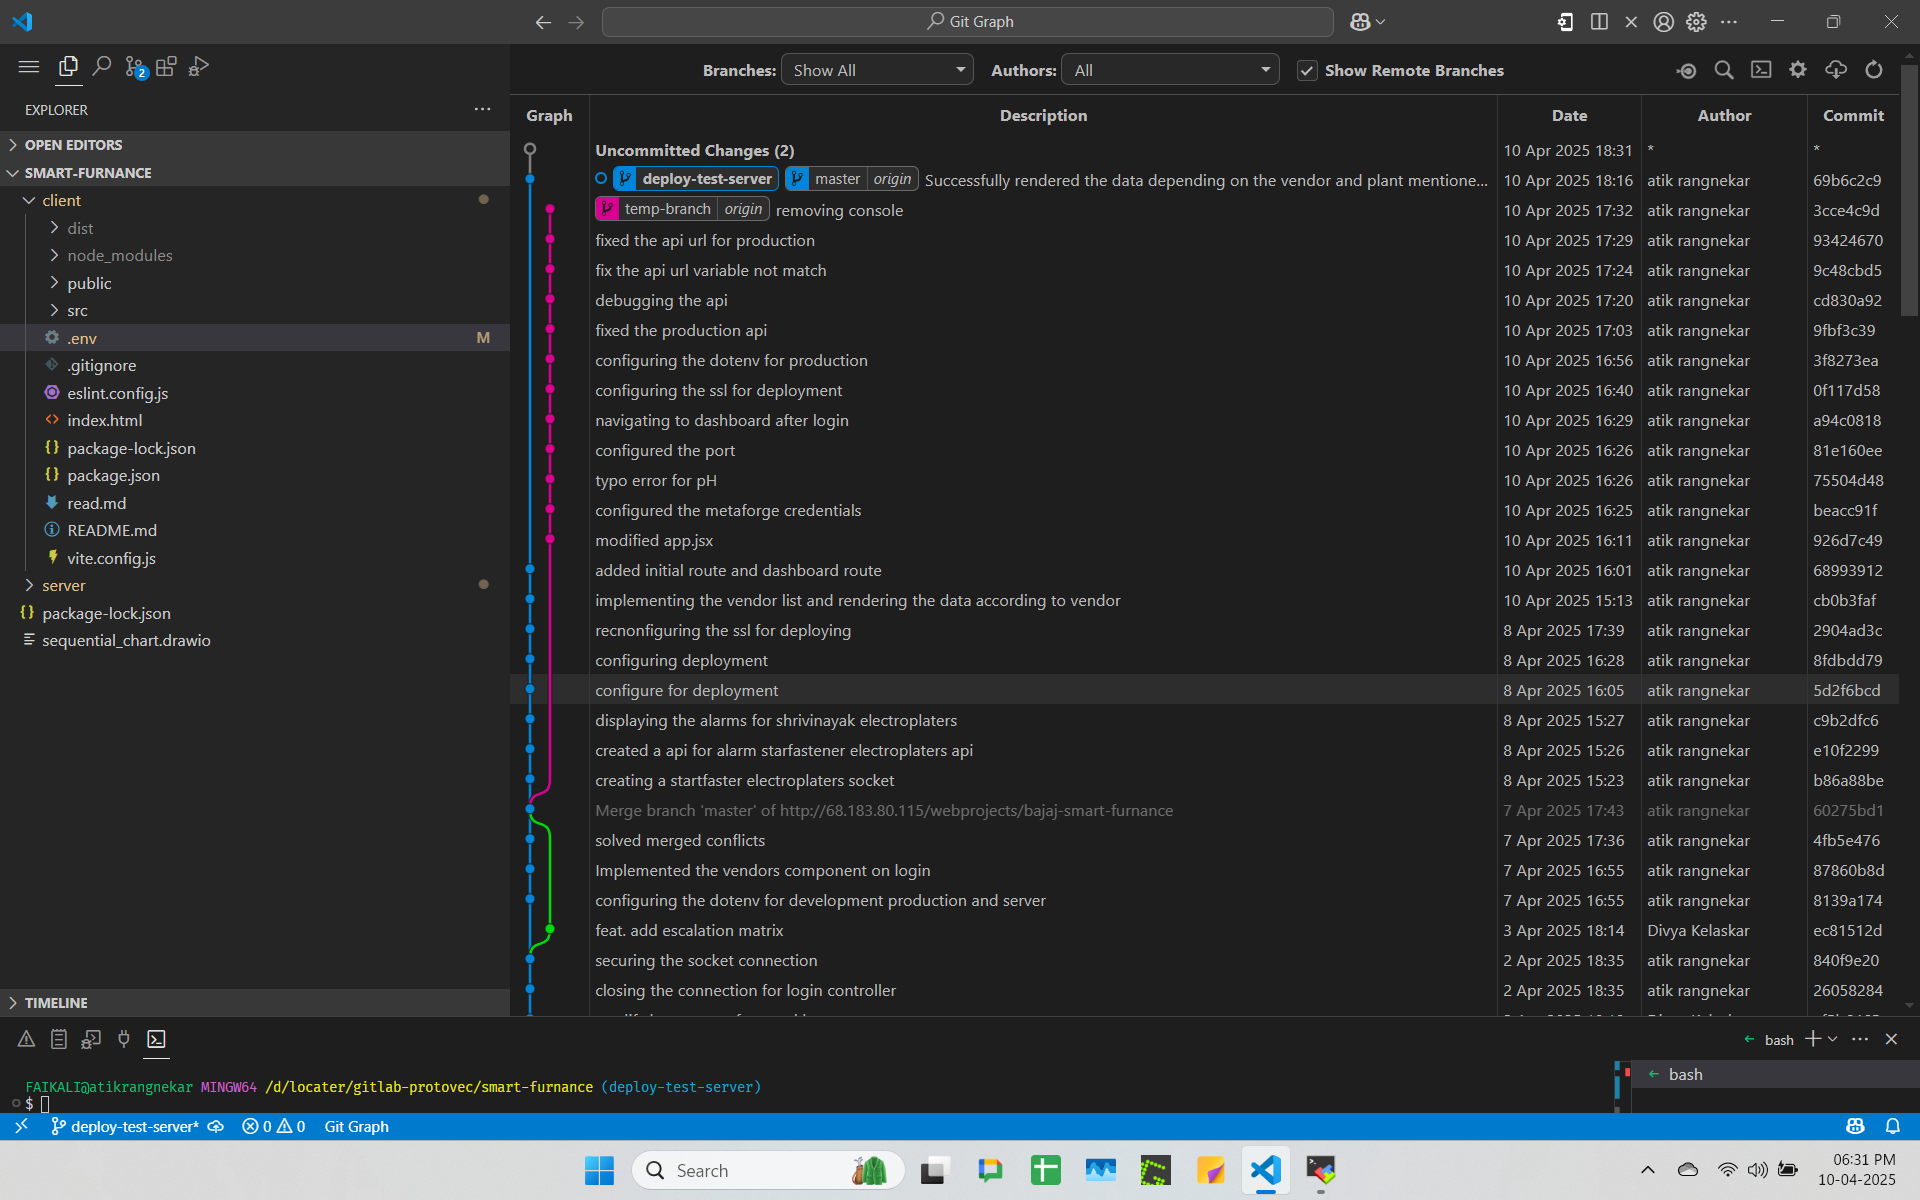 Git Graph
2
EXPLORER
OPEN EDITORS
SMART-FURNANCE
client
dist
node_modules
public
src
.env M
.gitignore
eslint.config.js
index.html
package-lock.json
package.json
read.md
README.md
vite.config.js
server
package-lock.json
sequential_chart.drawio
TIMELINE
Branches: Show All Authors: All Show Remote Branches
Graph Description Date Author Commit
Uncommitted Changes (2) 10 Apr 2025 18:31 * *
deploy-test-server master origin Successfully rendered the data depending on the vendor and plant mentione... 10 Apr 2025 18:16 atik rangnekar 69b6c2c9
temp-branch origin removing console 10 Apr 2025 17:32 atik rangnekar 3cce4c9d
fixed the api url for production 10 Apr 2025 17:29 atik rangnekar 93424670
fix the api url variable not match 10 Apr 2025 17:24 atik rangnekar 9c48cbd5
debugging the api 10 Apr 2025 17:20 atik rangnekar cd830a92
fixed the production api 10 Apr 2025 17:03 atik rangnekar 9fbf3c39
configuring the dotenv for production 10 Apr 2025 16:56 atik rangnekar 3f8273ea
configuring the ssl for deployment 10 Apr 2025 16:40 atik rangnekar 0f117d58
navigating to dashboard after login 10 Apr 2025 16:29 atik rangnekar a94c0818
configured the port 10 Apr 2025 16:26 atik rangnekar 81e160ee
typo error for pH 10 Apr 2025 16:26 atik rangnekar 75504d48
configured the metaforge credentials 10 Apr 2025 16:25 atik rangnekar beacc91f
modified app.jsx 10 Apr 2025 16:11 atik rangnekar 926d7c49
added initial route and dashboard route 10 Apr 2025 16:01 atik rangnekar 68993912
implementing the vendor list and rendering the data according to vendor 10 Apr 2025 15:13 atik rangnekar cb0b3faf
recnonfiguring the ssl for deploying 8 Apr 2025 17:39 atik rangnekar 2904ad3c
configuring deployment 8 Apr 2025 16:28 atik rangnekar 8fdbdd79
configure for deployment 8 Apr 2025 16:05 atik rangnekar 5d2f6bcd
displaying the alarms for shrivinayak electroplaters 8 Apr 2025 15:27 atik rangnekar c9b2dfc6
created a api for alarm starfastener electroplaters api 8 Apr 2025 15:26 atik rangnekar e10f2299
creating a startfaster electroplaters socket 8 Apr 2025 15:23 atik rangnekar b86a88be
Merge branch 'master' of http://68.183.80.115/webprojects/bajaj-smart-furnance 7 Apr 2025 17:43 atik rangnekar 60275bd1
solved merged conflicts 7 Apr 2025 17:36 atik rangnekar 4fb5e476
Implemented the vendors component on login 7 Apr 2025 16:55 atik rangnekar 87860b8d
configuring the dotenv for development production and server 7 Apr 2025 16:55 atik rangnekar 8139a174
feat. add escalation matrix 3 Apr 2025 18:14 Divya Kelaskar ec81512d
securing the socket connection 2 Apr 2025 18:35 atik rangnekar 840f9e20
closing the connection for login controller 2 Apr 2025 18:35 atik rangnekar 26058284
bash
bash
FAIKALI@atikrangnekar MINGW64 /d/locater/gitlab-protovec/smart-furnance (deploy-test-server)
$
deploy-test-server* 0 0 Git Graph
Search
06:31 PM
10-04-2025